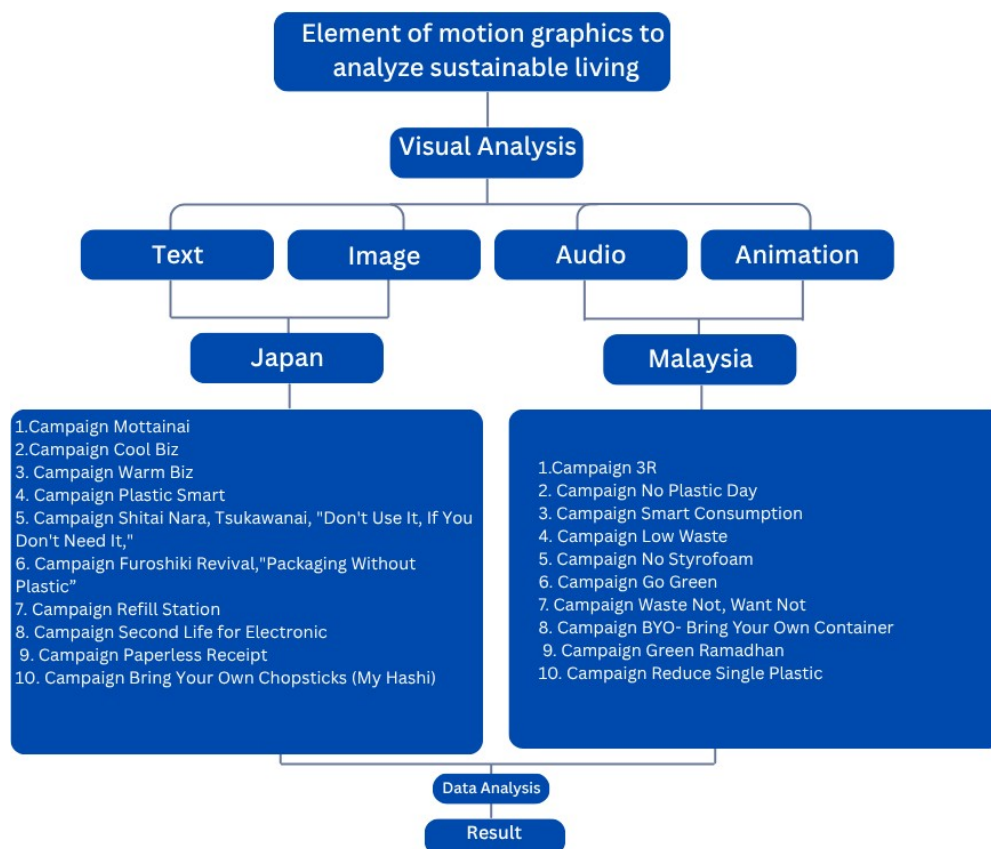 Element of motion graphics to
analyze sustainable living
Visual Analysis
Text
Image
Audio
Animation
Japan
Malaysia
1.Campaign Mottainai
2.Campaign Cool Biz
3. Campaign Warm Biz
4. Campaign Plastic Smart
5. Campaign Shitai Nara, Tsukawanai, "Don't Use It, If You
Don't Need It,"
6. Campaign Furoshiki Revival,"Packaging Without
Plastic”
7. Campaign Refill Station
8. Campaign Second Life for Electronic
9. Campaign Paperless Receipt
10. Campaign Bring Your Own Chopsticks (My Hashi)
1.Campaign 3R
2. Campaign No Plastic Day
3. Campaign Smart Consumption
4. Campaign Low Waste
5. Campaign No Styrofoam
6. Campaign Go Green
7. Campaign Waste Not, Want Not
8. Campaign BYO- Bring Your Own Container
9. Campaign Green Ramadhan
10. Campaign Reduce Single Plastic
Data Analysis
Result